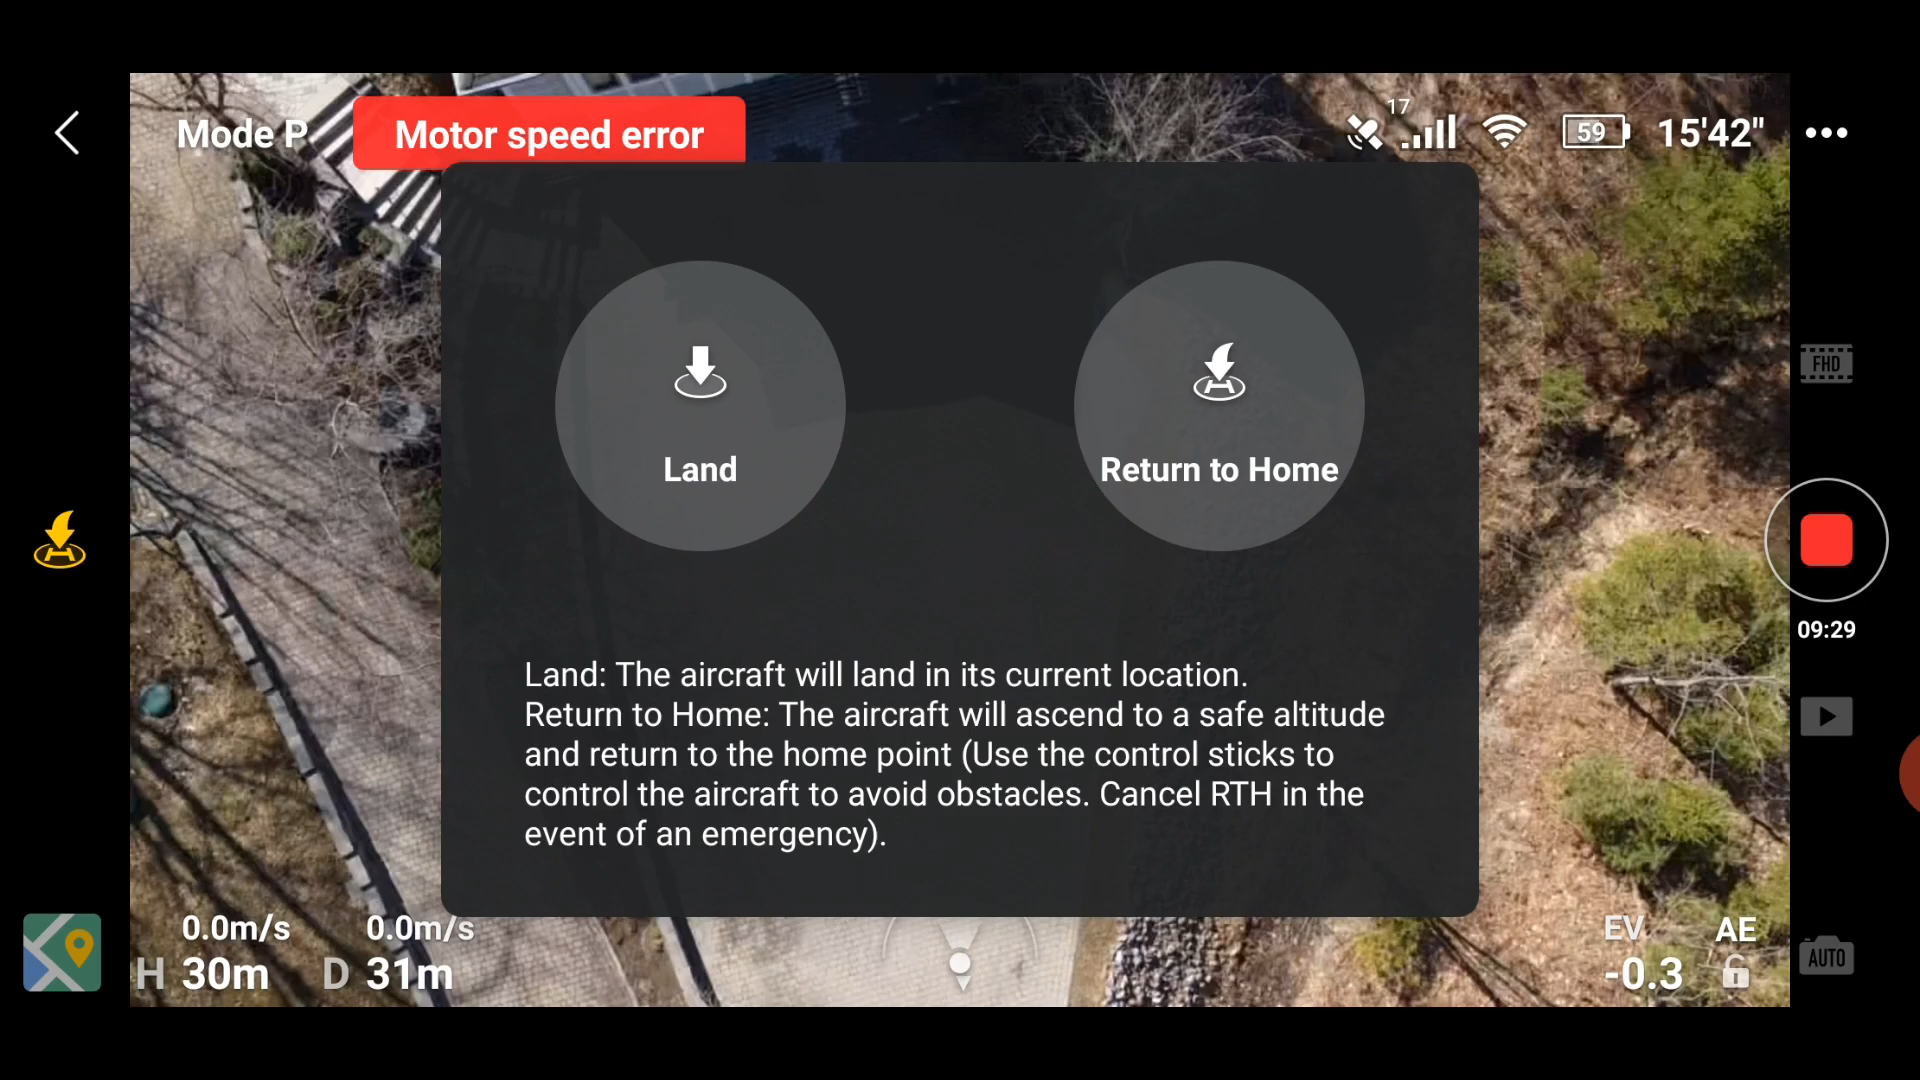 Mode P
Motor speed error
17
59
15'42"
FHD
Land
Return to Home
09:29
Land: The aircraft will land in its current location.
Return to Home: The aircraft will ascend to a safe altitude
and return to the home point (Use the control sticks to
control the aircraft to avoid obstacles. Cancel RTH in the
event of an emergency).
0.0m/s 0.0m/s
H 30m D 31m
EV AE
-0.3
AUTO